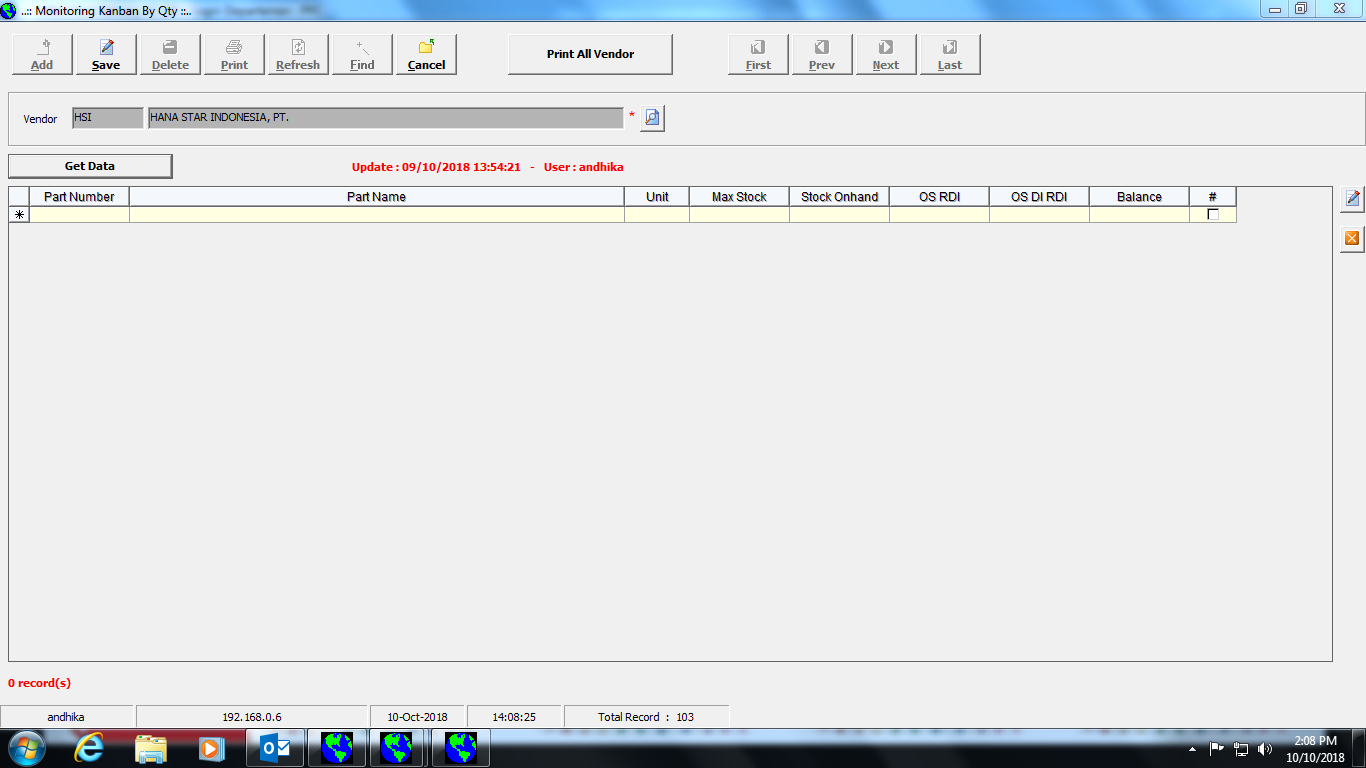 ..:: Monitoring Kanban By Qty ::..
Add Save Delete Print Refresh Find Cancel Print All Vendor First Prev Next Last
Vendor HSI HANA STAR INDONESIA, PT. *
Get Data Update : 09/10/2018 13:54:21 - User : andhika
Part Number Part Name Unit Max Stock Stock Onhand OS RDI OS DI RDI Balance #
0 record(s)
andhika 192.168.0.6 10-Oct-2018 14:08:25 Total Record : 103
2:08 PM
10/10/2018